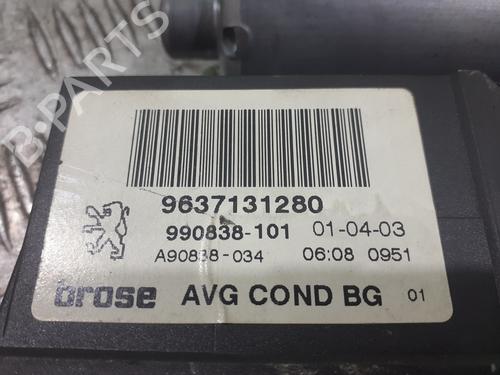 B-PARTS
9637131280
990838-101 01-04-03
A90838-034 06:08 0951
brose AVG COND BG 01